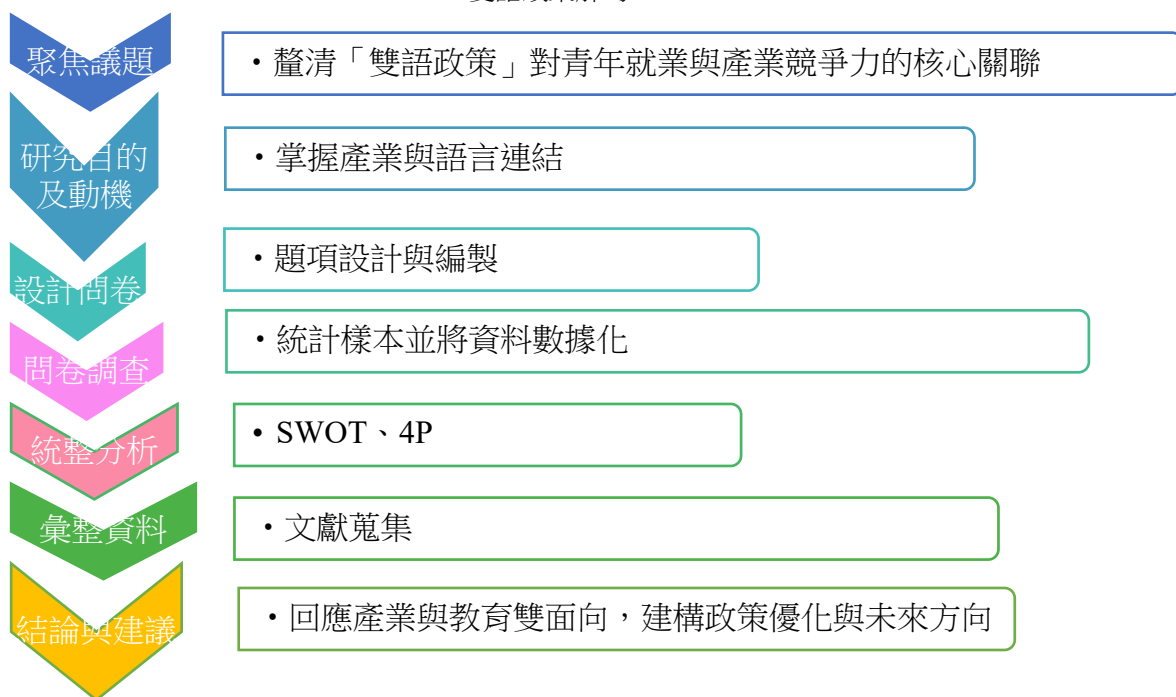 聚焦議題
・釐清「雙語政策」對青年就業與產業競爭力的核心關聯
研究目的
及動機
・掌握產業與語言連結
設計問卷
・題項設計與編製
問卷調查
・統計樣本並將資料數據化
統整分析
• SWOT、4P
彙整資料
・文獻蒐集
結論與建議
・回應產業與教育雙面向，建構政策優化與未來方向